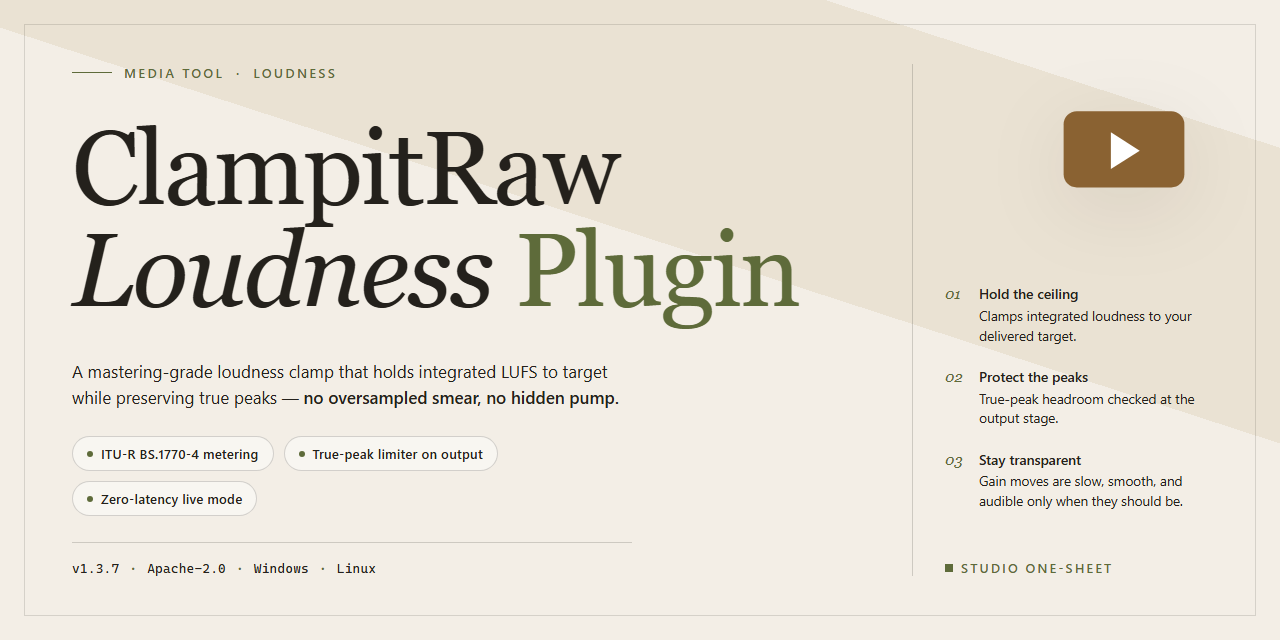 MEDIA TOOL · LOUDNESS
ClampitRaw
Loudness Plugin
A mastering-grade loudness clamp that holds integrated LUFS to target
while preserving true peaks — no oversampled smear, no hidden pump.
ITU-R BS.1770-4 metering
True-peak limiter on output
Zero-latency live mode
v1.3.7 · Apache-2.0 · Windows · Linux
01 Hold the ceiling
Clamps integrated loudness to your
delivered target.
02 Protect the peaks
True-peak headroom checked at the
output stage.
03 Stay transparent
Gain moves are slow, smooth, and
audible only when they should be.
STUDIO ONE-SHEET